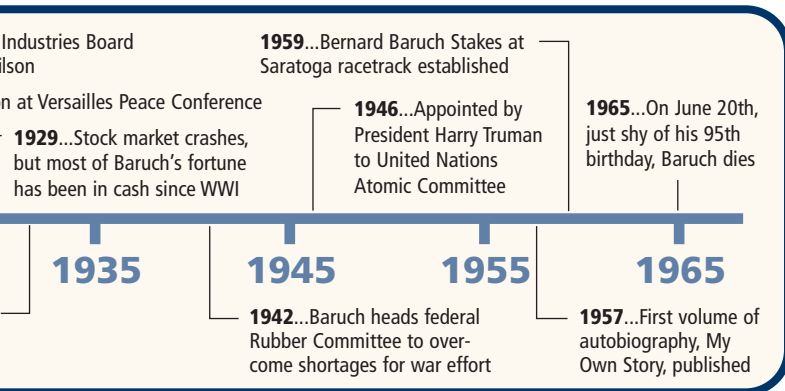 Industries Board
ilson
n at Versailles Peace Conference
1929...Stock market crashes,
but most of Baruch's fortune
has been in cash since WWI
1959...Bernard Baruch Stakes at
Saratoga racetrack established
1946...Appointed by
President Harry Truman
to United Nations
Atomic Committee
1965...On June 20th,
just shy of his 95th
birthday, Baruch dies
1935
1945
1955
1965
1942...Baruch heads federal
Rubber Committee to over-
come shortages for war effort
1957...First volume of
autobiography, My
Own Story, published